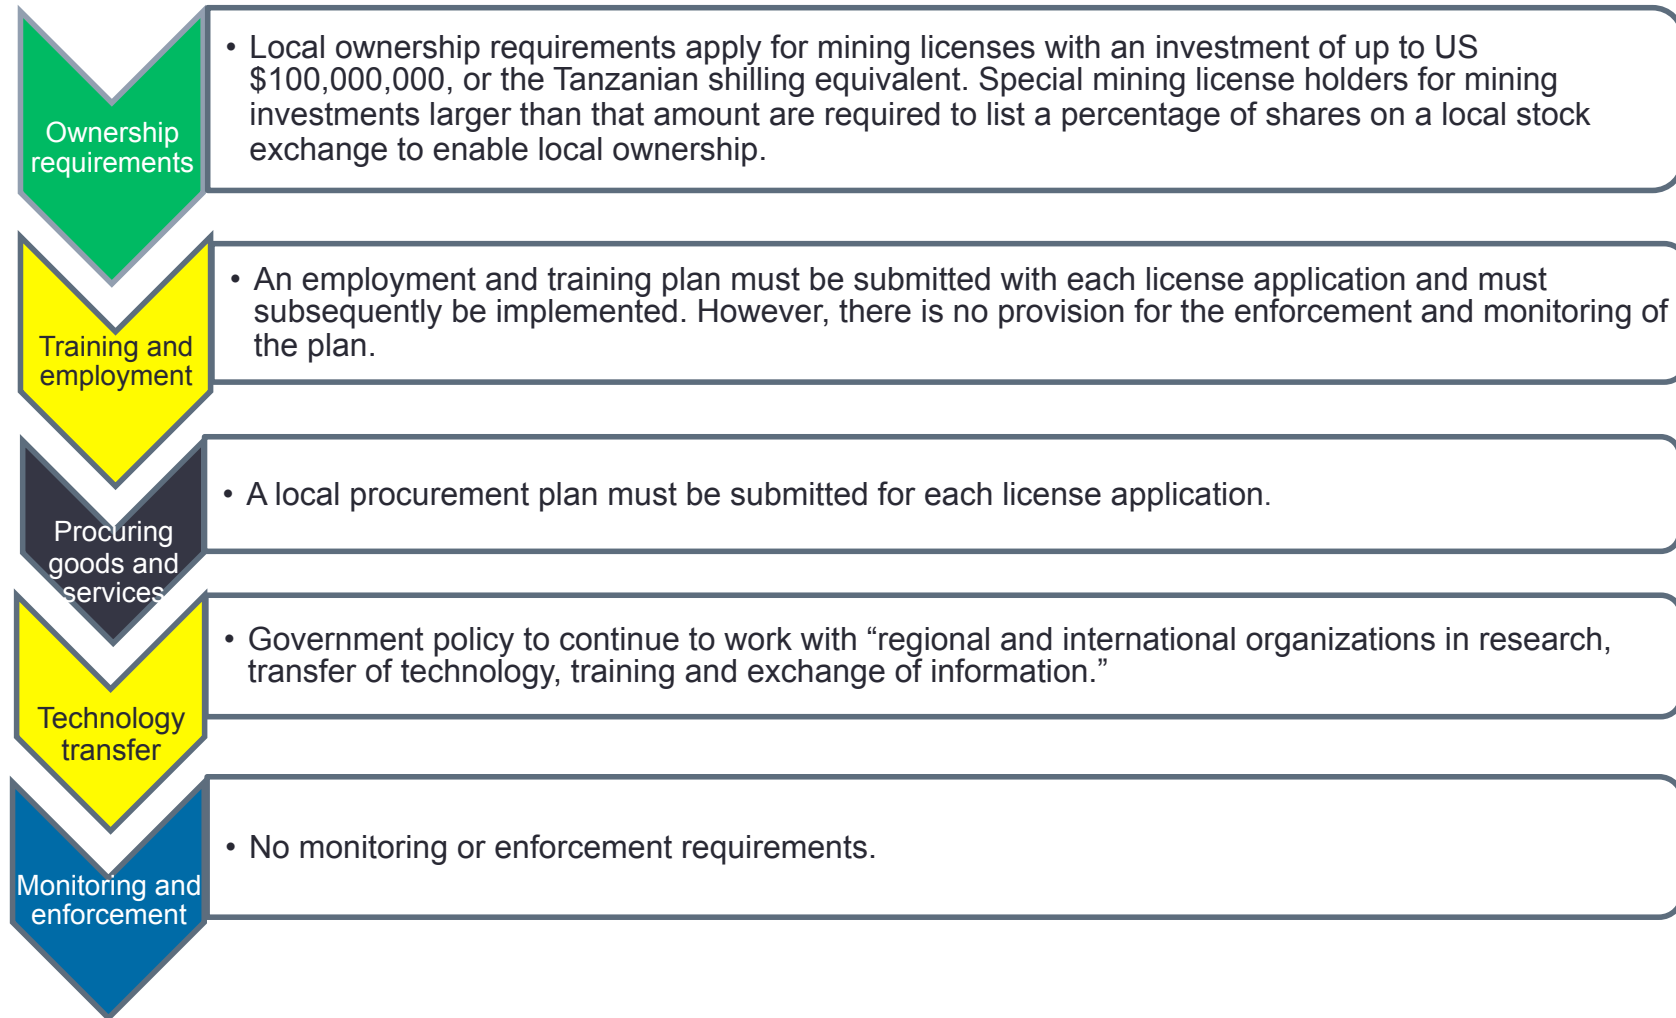 Ownership
requirements
• Local ownership requirements apply for mining licenses with an investment of up to US
$100,000,000, or the Tanzanian shilling equivalent. Special mining license holders for mining
investments larger than that amount are required to list a percentage of shares on a local stock
exchange to enable local ownership.
Training and
employment
• An employment and training plan must be submitted with each license application and must
subsequently be implemented. However, there is no provision for the enforcement and monitoring of
the plan.
Procuring
goods and
services
• A local procurement plan must be submitted for each license application.
Technology
transfer
• Government policy to continue to work with “regional and international organizations in research,
transfer of technology, training and exchange of information.”
Monitoring and
enforcement
• No monitoring or enforcement requirements.